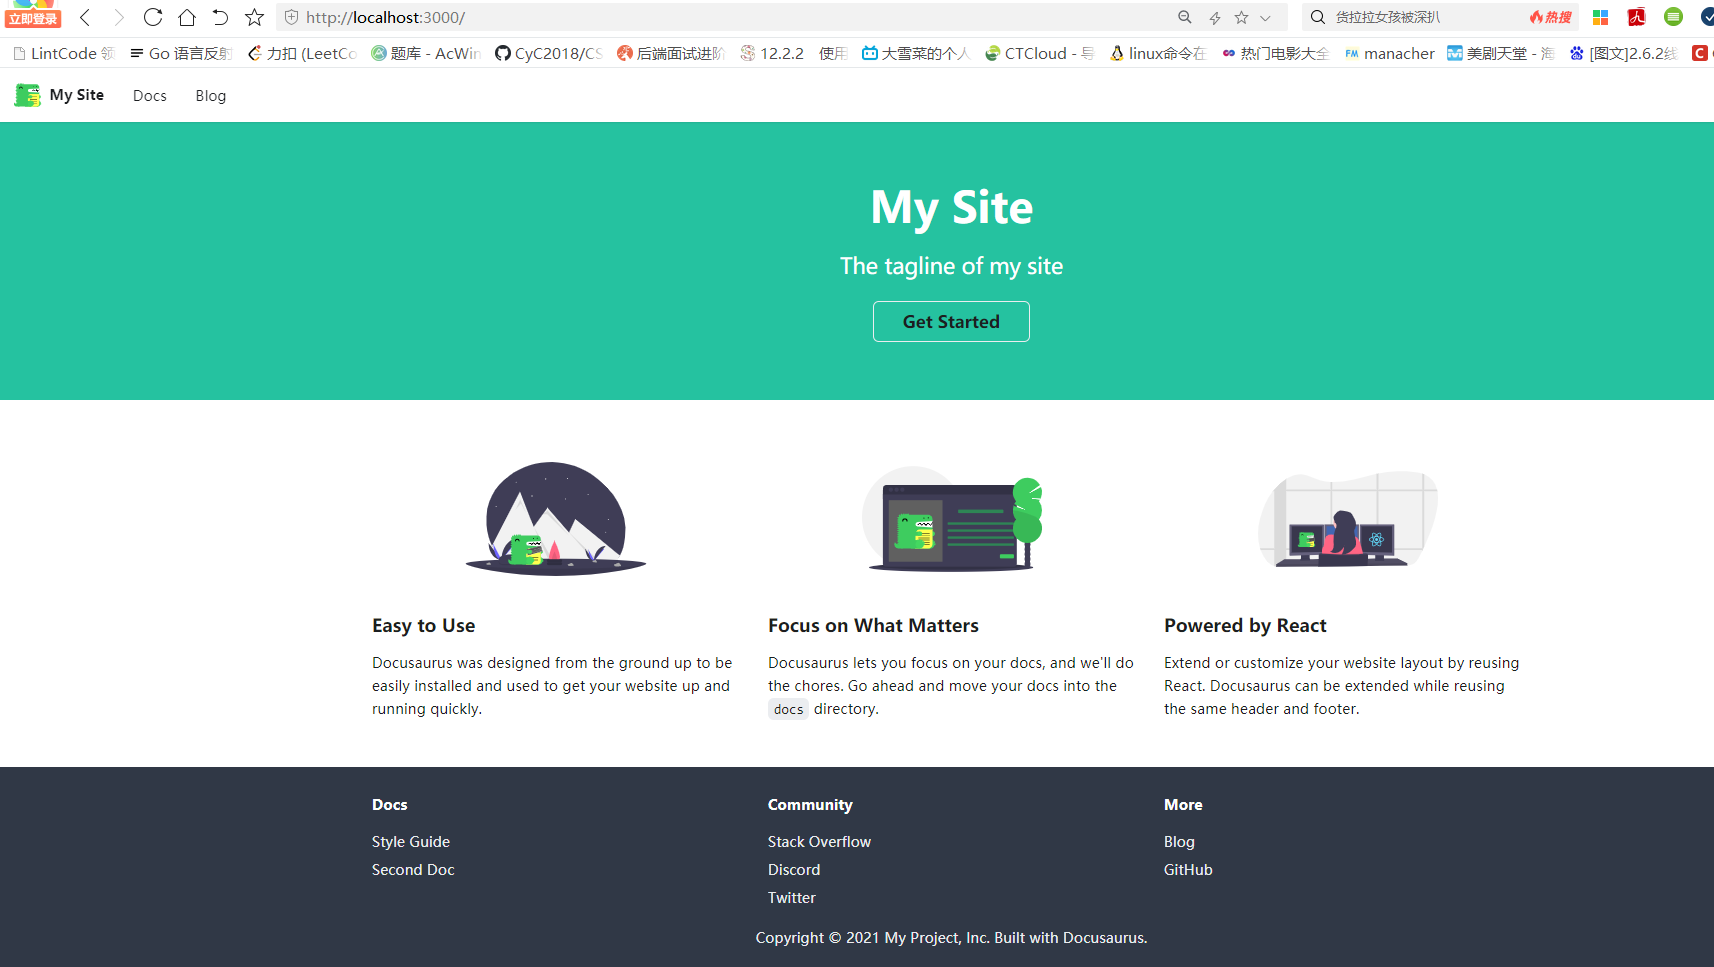 立即登录
http://localhost:3000/
货拉拉女孩被深扒
热搜
LintCode 领
Go 语言反射
力扣 (LeetCo
题库 - AcWin
CyC2018/CS
后端面试进阶
12.2.2 使用
大雪菜的个人
CTCloud - 导
linux命令在
热门电影大全
FM manacher
美剧天堂 - 海
[图文]2.6.2线
My Site
Docs
Blog
My Site
The tagline of my site
Get Started
Easy to Use
Docusaurus was designed from the ground up to be
easily installed and used to get your website up and
running quickly.
Focus on What Matters
Docusaurus lets you focus on your docs, and we'll do
the chores. Go ahead and move your docs into the
docs directory.
Powered by React
Extend or customize your website layout by reusing
React. Docusaurus can be extended while reusing
the same header and footer.
Docs
Style Guide
Second Doc
Community
Stack Overflow
Discord
Twitter
More
Blog
GitHub
Copyright © 2021 My Project, Inc. Built with Docusaurus.